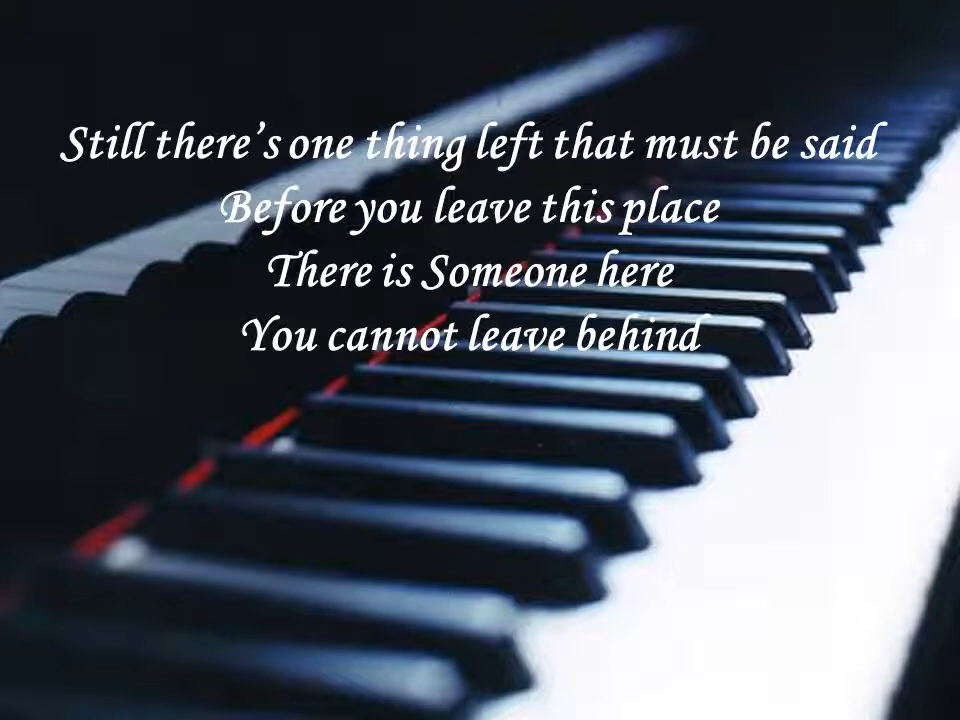 Still there’s one thing left that must be said
Before you leave this place
There is Someone here
You cannot leave behind